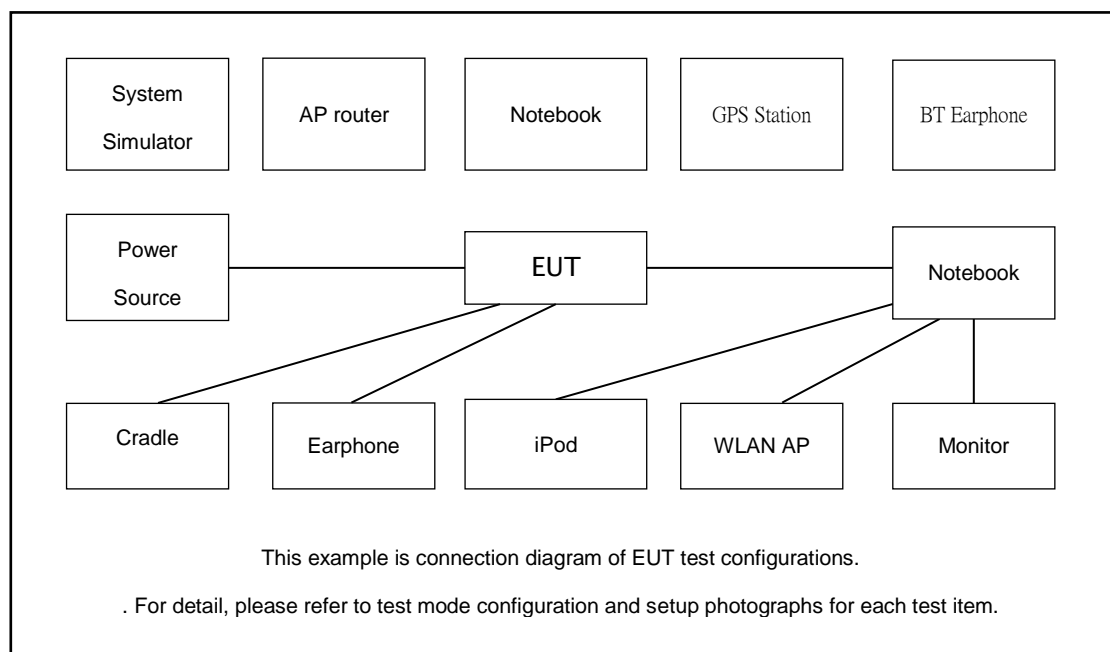 System
Simulator
AP router
Notebook
GPS Station
BT Earphone
Power
Source
EUT
Notebook
Cradle
Earphone
iPod
WLAN AP
Monitor
This example is connection diagram of EUT test configurations.
. For detail, please refer to test mode configuration and setup photographs for each test item.